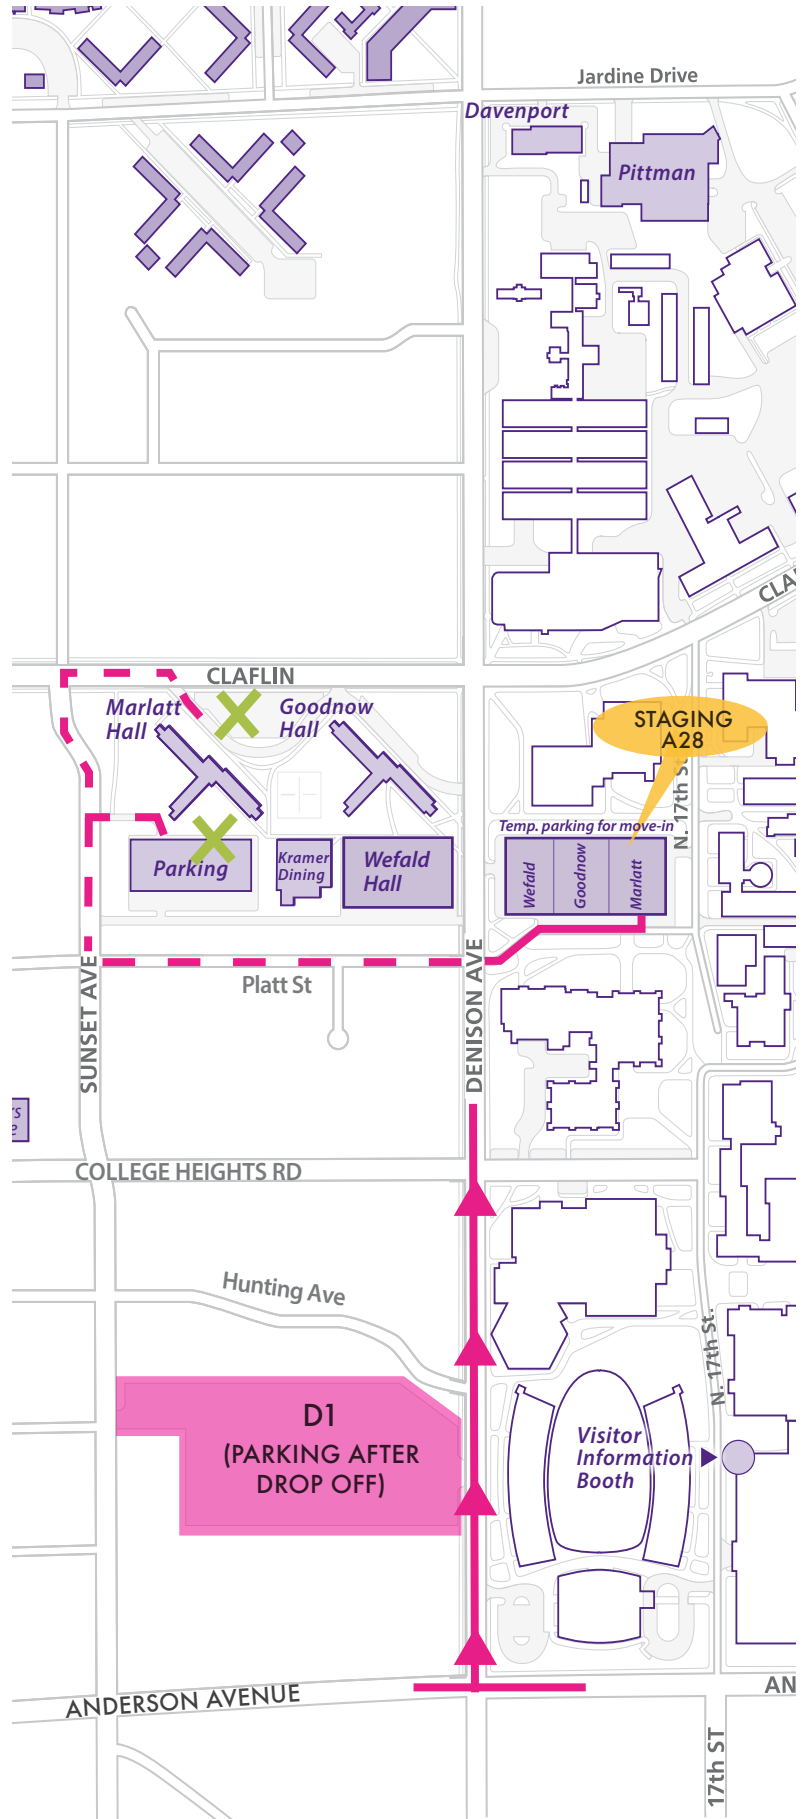 Jardine Drive
Davenport
Pittman
CLA
CLAFLIN
Marlatt
Hall
Goodnow
Hall
STAGING
A28
N. 17th St.
Temp. parking for move-in
Parking
Kramer
Dining
Wefald
Hall
Wefald
Goodnow
Marlatt
Platt St
SUNSET AVE
DENISON AVE
COLLEGE HEIGHTS RD
Hunting Ave
N. 17th St.
D1
(PARKING AFTER
DROP OFF)
Visitor
Information
Booth
ANDERSON AVENUE
AN
17th ST